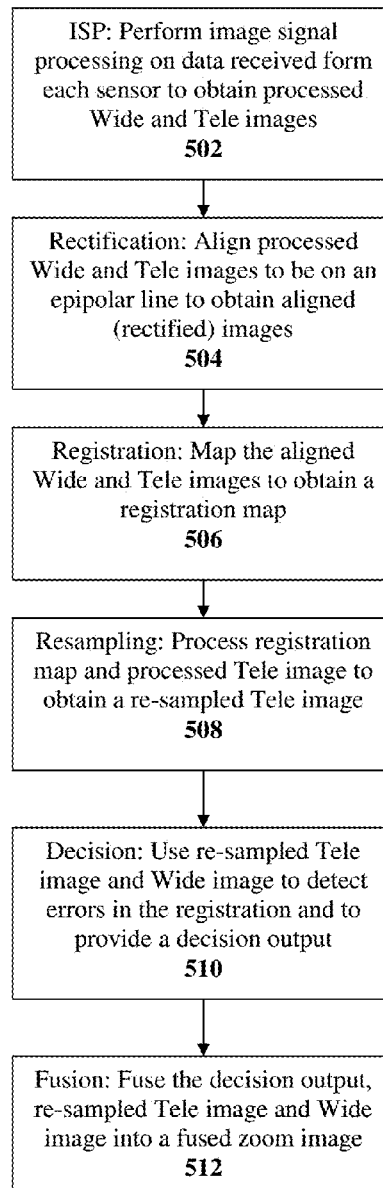 ISP: Perform image signal
processing on data received form
each sensor to obtain processed
Wide and Tele images
502
Rectification: Align processed
Wide and Tele images to be on an
epipolar line to obtain aligned
(rectified) images
504
Registration: Map the aligned
Wide and Tele images to obtain a
registration map
506
Resampling: Process registration
map and processed Tele image to
obtain a re-sampled Tele image
508
Decision: Use re-sampled Tele
image and Wide image to detect
errors in the registration and to
provide a decision output
510
Fusion: Fuse the decision output,
re-sampled Tele image and Wide
image into a fused zoom image
512